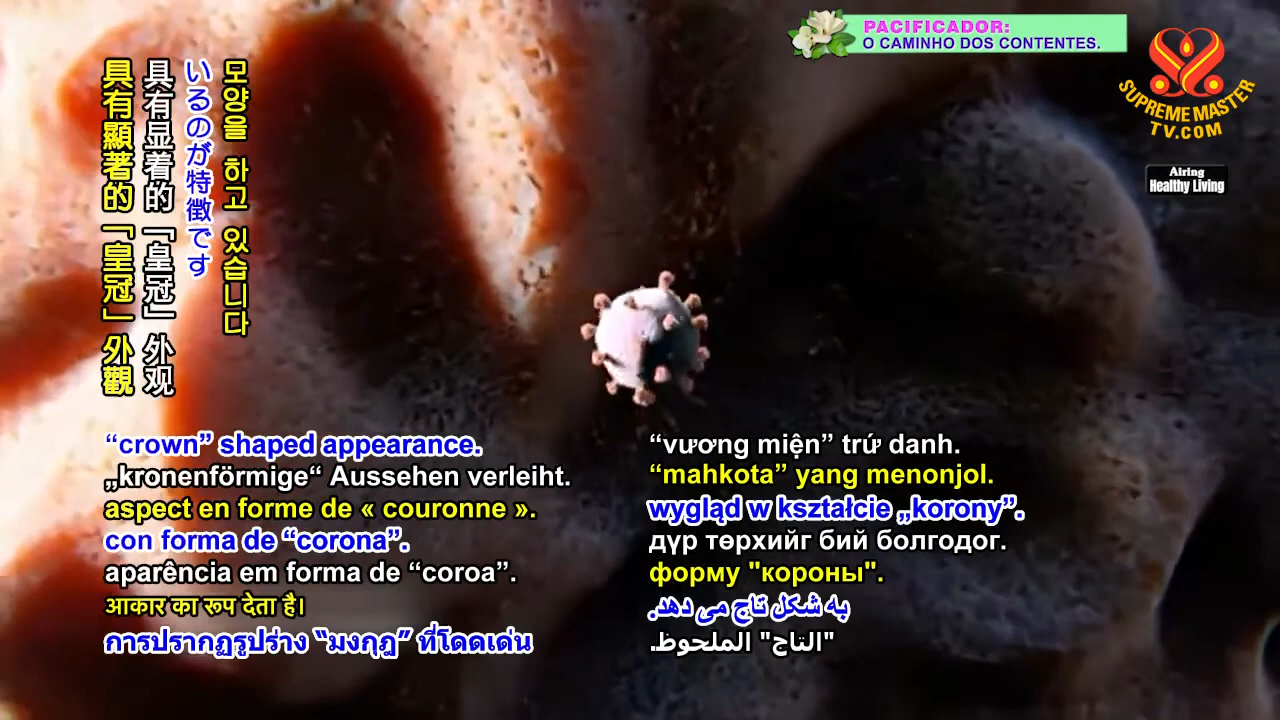 PACIFICADOR:
O CAMINHO DOS CONTENTES.
SUPREME MASTER
TV.COM
Airing
Healthy Living
모양을 하고 있습니다
いるのが特徴です
具有显着的「皇冠」外观
具有顯著的「皇冠」外觀
“crown” shaped appearance.
„kronenförmige“ Aussehen verleiht.
aspect en forme de « couronne ».
con forma de “corona”.
aparência em forma de “coroa”.
आकार का रूप देता है।
การปรากฏรูปร่าง “มงกุฎ” ที่โดดเด่น
“vương miện” trứ danh.
“mahkota” yang menonjol.
wygląd w kształcie „korony”.
дүр төрхийг бий болгодог.
форму "короны".
به شکل تاج می دهد.
"التاج" الملحوظ.